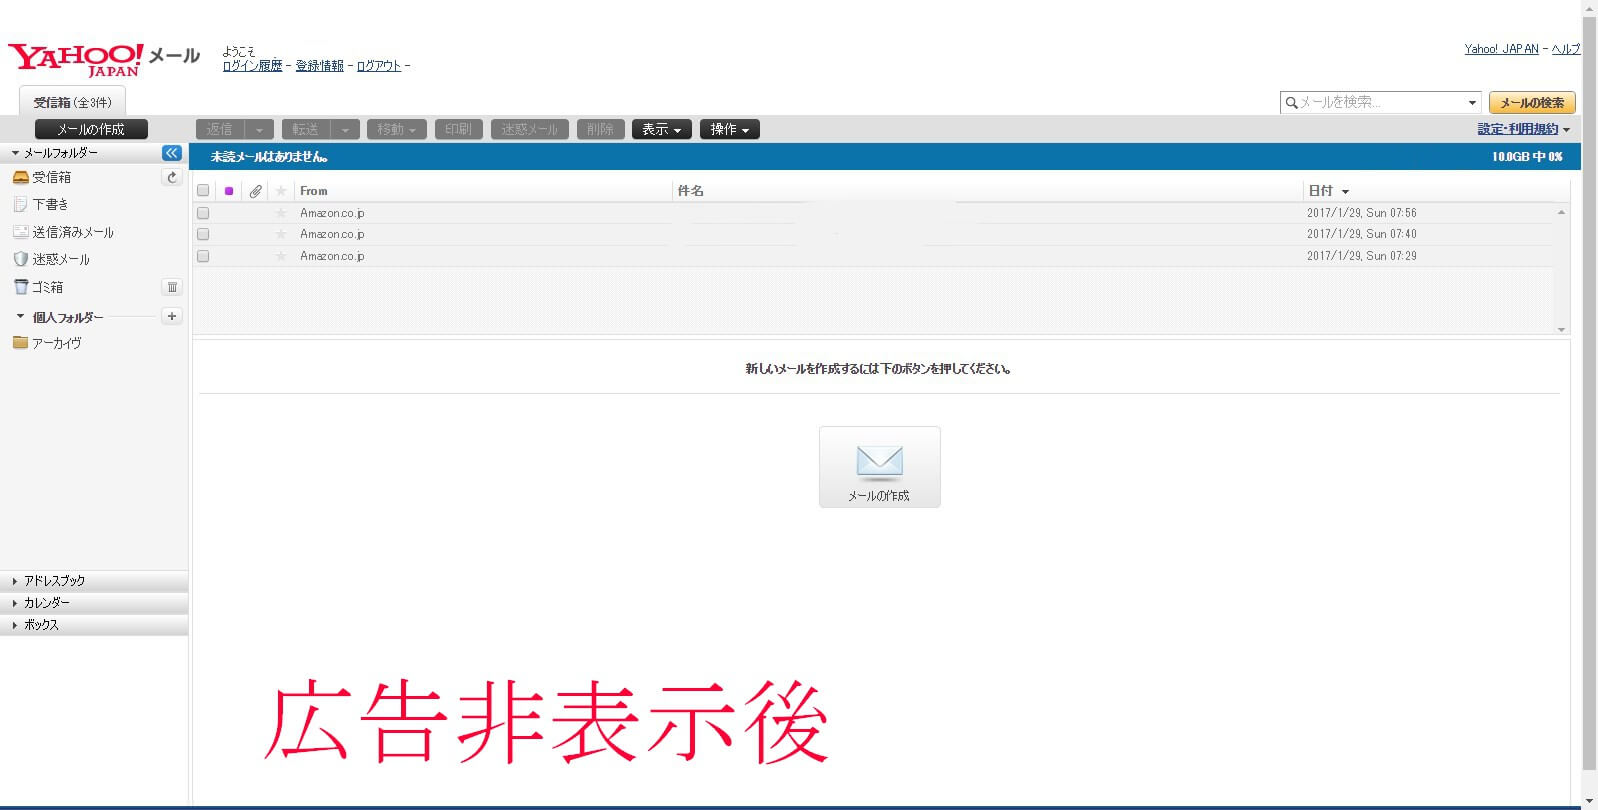 YAHOO! JAPAN メール
ようこそ
ログイン履歴 - 登録情報 - ログアウト -
Yahoo! JAPAN - ヘルプ
受信箱 (全3件)
メールを検索...
メールの検索
メールの作成
返信 転送 移動 印刷 迷惑メール 削除 表示 操作
設定・利用規約
メールフォルダー
未読メールはありません。
10.0GB 中 0%
受信箱
下書き
送信済みメール
迷惑メール
ゴミ箱
個人フォルダー
アーカイヴ
From 件名 日付
Amazon.co.jp 2017/1/29, Sun 07:56
Amazon.co.jp 2017/1/29, Sun 07:40
Amazon.co.jp 2017/1/29, Sun 07:29
新しいメールを作成するには下のボタンを押してください。
メールの作成
アドレスブック
カレンダー
ボックス
広告非表示後